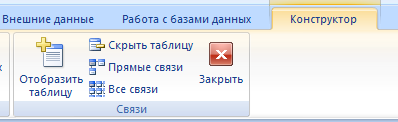 Внешние данные Работа с базами данных Конструктор
Отобразить таблицу
Скрыть таблицу
Прямые связи
Все связи
Закрыть
Связи